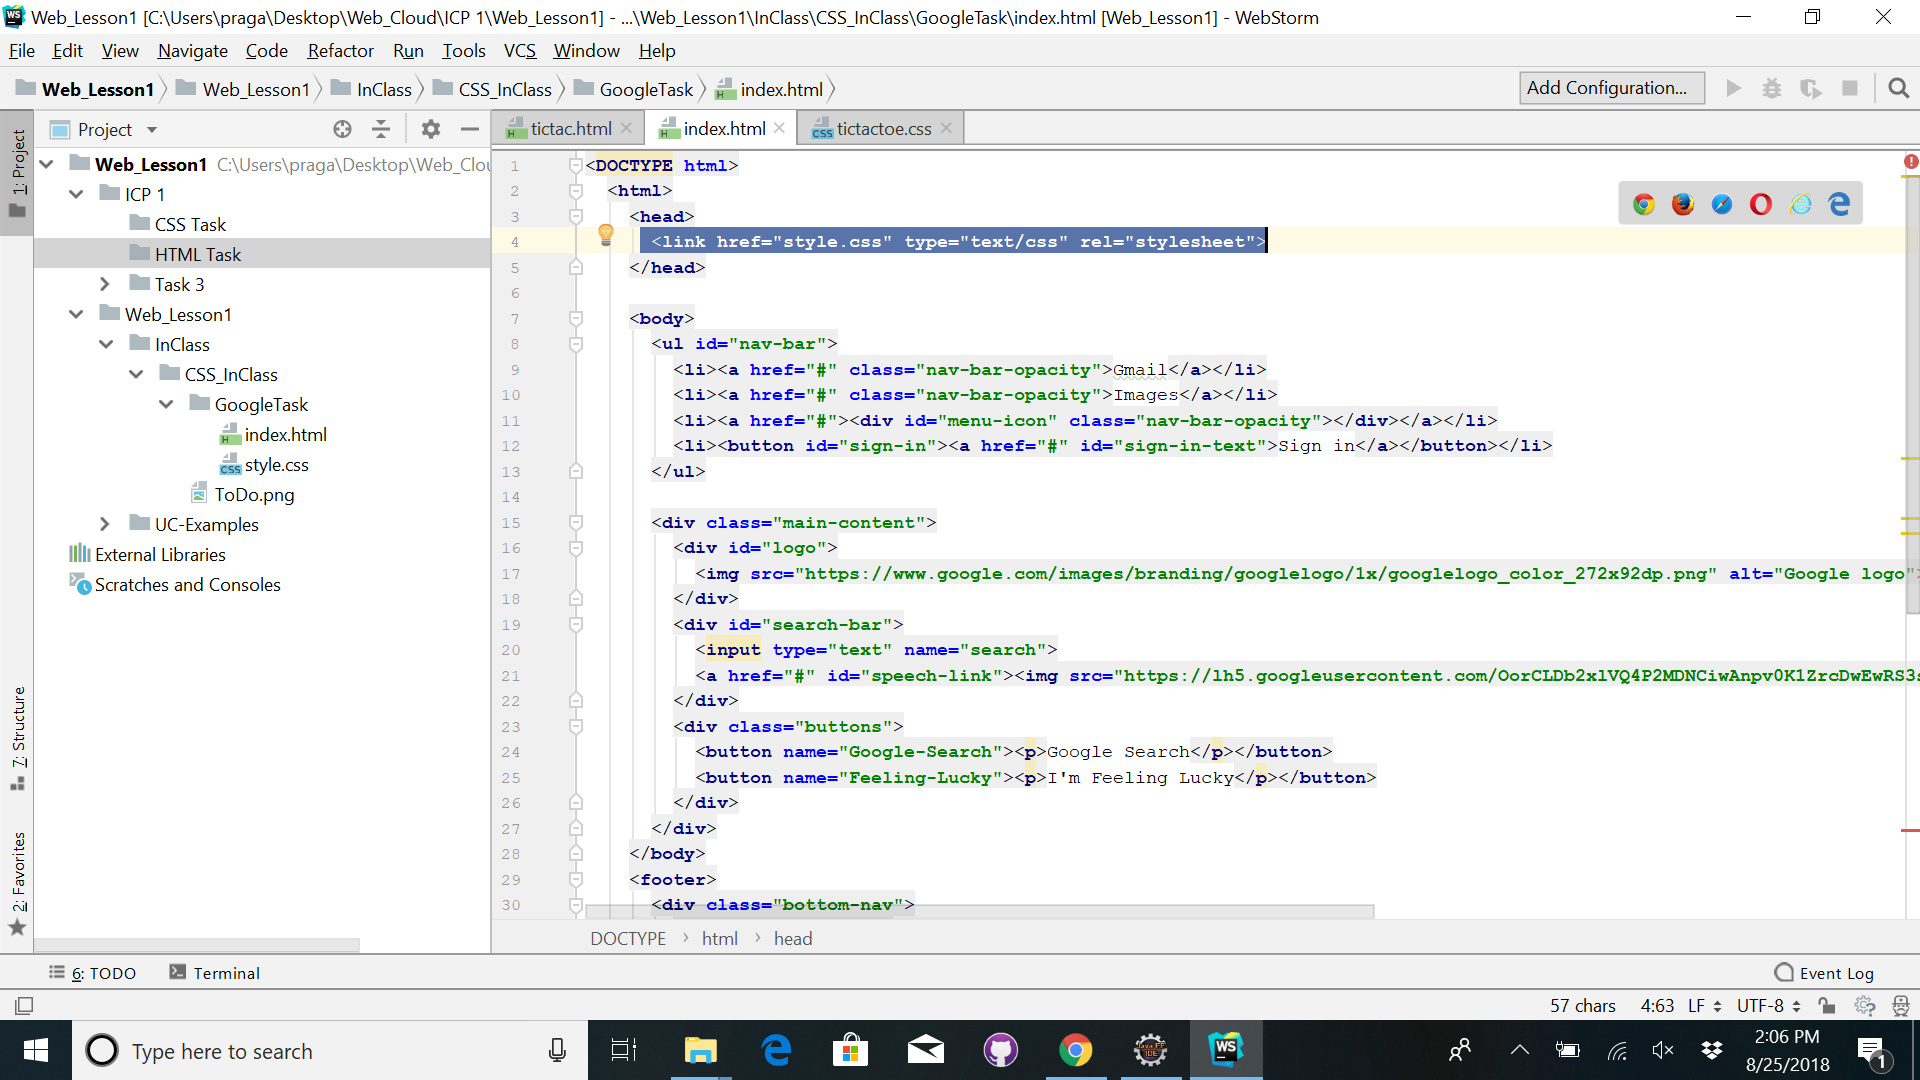 Web_Lesson1 [C:\Users\praga\Desktop\Web_Cloud\ICP 1\Web_Lesson1] - ...\Web_Lesson1\InClass\CSS_InClass\GoogleTask\index.html [Web_Lesson1] - WebStorm
File Edit View Navigate Code Refactor Run Tools VCS Window Help
Web_Lesson1 Web_Lesson1 InClass CSS_InClass GoogleTask index.html Add Configuration...
Project
tictac.html index.html tictactoe.css
1: Project
7: Structure
2: Favorites
Web_Lesson1 C:\Users\praga\Desktop\Web_Clou
ICP 1
CSS Task
HTML Task
Task 3
Web_Lesson1
InClass
CSS_InClass
GoogleTask
index.html
style.css
ToDo.png
UC-Examples
External Libraries
Scratches and Consoles
1 <DOCTYPE html>
2 <html>
3 <head>
4 <link href="style.css" type="text/css" rel="stylesheet">
5 </head>
6
7 <body>
8 <ul id="nav-bar">
9 <li><a href="#" class="nav-bar-opacity">Gmail</a></li>
10 <li><a href="#" class="nav-bar-opacity">Images</a></li>
11 <li><a href="#"><div id="menu-icon" class="nav-bar-opacity"></div></a></li>
12 <li><button id="sign-in"><a href="#" id="sign-in-text">Sign in</a></button></li>
13 </ul>
14
15 <div class="main-content">
16 <div id="logo">
17 <img src="https://www.google.com/images/branding/googlelogo/1x/googlelogo_color_272x92dp.png" alt="Google logo">
18 </div>
19 <div id="search-bar">
20 <input type="text" name="search">
21 <a href="#" id="speech-link"><img src="https://lh5.googleusercontent.com/OorCLDb2xlVQ4P2MDNCiwAnpv0K1ZrcDwEwRS3s
22 </div>
23 <div class="buttons">
24 <button name="Google-Search"><p>Google Search</p></button>
25 <button name="Feeling-Lucky"><p>I'm Feeling Lucky</p></button>
26 </div>
27 </div>
28 </body>
29 <footer>
30 <div class="bottom-nav">
DOCTYPE html head
6: TODO Terminal Event Log
57 chars 4:63 LF UTF-8
Type here to search
2:06 PM
8/25/2018
1